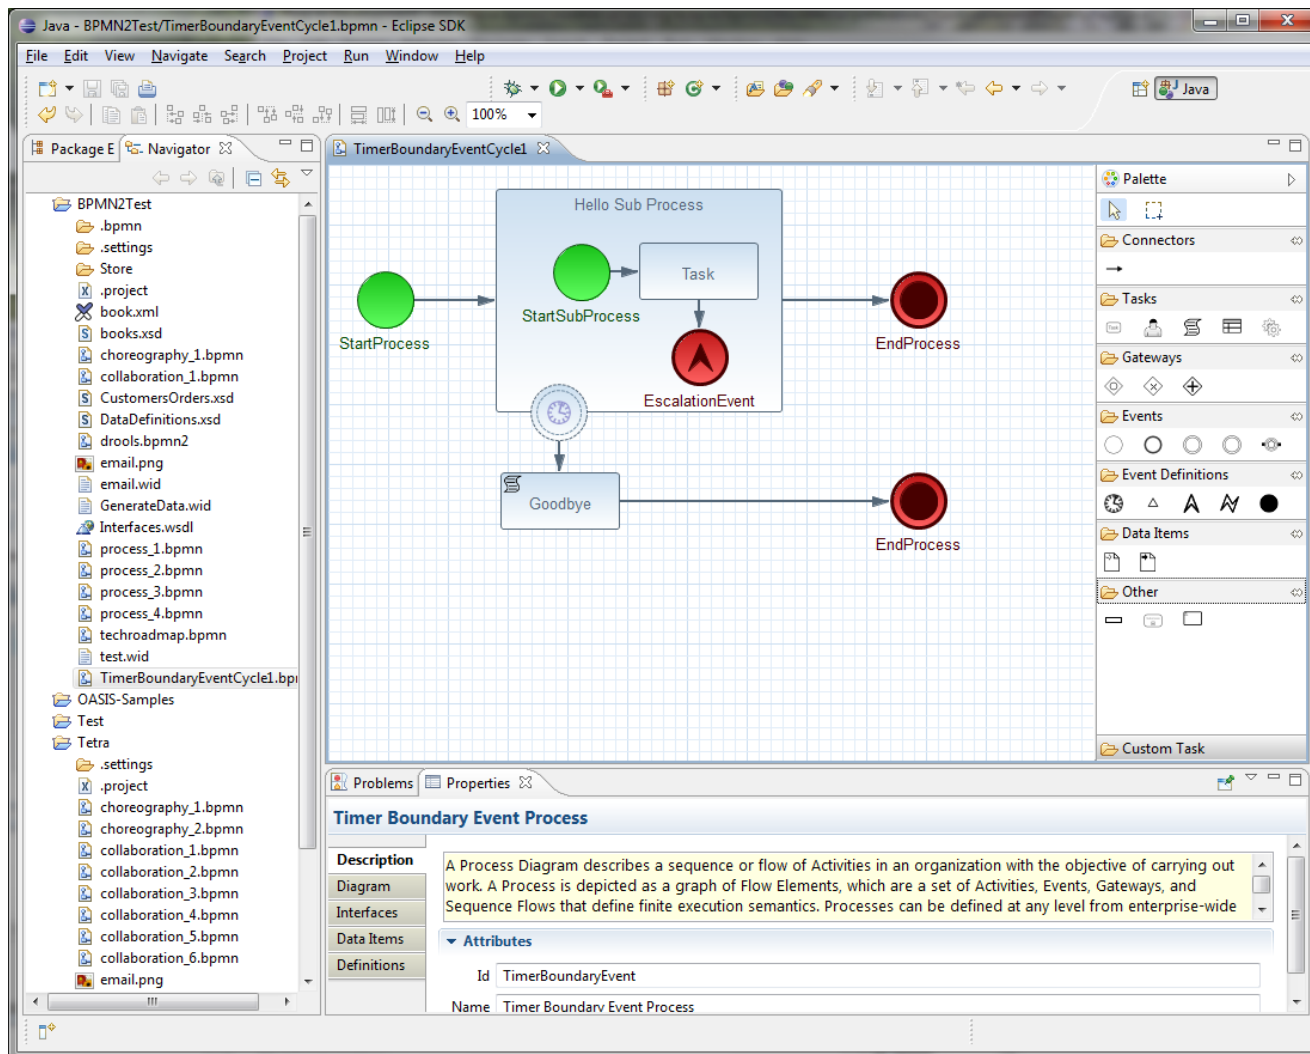 Java - BPMN2Test/TimerBoundaryEventCycle1.bpmn - Eclipse SDK
File Edit View Navigate Search Project Run Window Help
Java
100%
Package E Navigator
TimerBoundaryEventCycle1
BPMN2Test
.bpmn
.settings
Store
.project
book.xml
books.xsd
choreography_1.bpmn
collaboration_1.bpmn
CustomersOrders.xsd
DataDefinitions.xsd
drools.bpmn2
email.png
email.wid
GenerateData.wid
Interfaces.wsdl
process_1.bpmn
process_2.bpmn
process_3.bpmn
process_4.bpmn
techroadmap.bpmn
test.wid
TimerBoundaryEventCycle1.bpm
OASIS-Samples
Test
Tetra
.settings
.project
choreography_1.bpmn
choreography_2.bpmn
collaboration_1.bpmn
collaboration_2.bpmn
collaboration_3.bpmn
collaboration_4.bpmn
collaboration_5.bpmn
collaboration_6.bpmn
email.png
Hello Sub Process
Task
StartSubProcess
StartProcess
EndProcess
EscalationEvent
Goodbye
EndProcess
Palette
Connectors
Tasks
Gateways
Events
Event Definitions
Data Items
Other
Custom Task
Problems Properties
Timer Boundary Event Process
Description
Diagram
Interfaces
Data Items
Definitions
A Process Diagram describes a sequence or flow of Activities in an organization with the objective of carrying out
work. A Process is depicted as a graph of Flow Elements, which are a set of Activities, Events, Gateways, and
Sequence Flows that define finite execution semantics. Processes can be defined at any level from enterprise-wide
Attributes
Id TimerBoundaryEvent
Name Timer Boundary Event Process